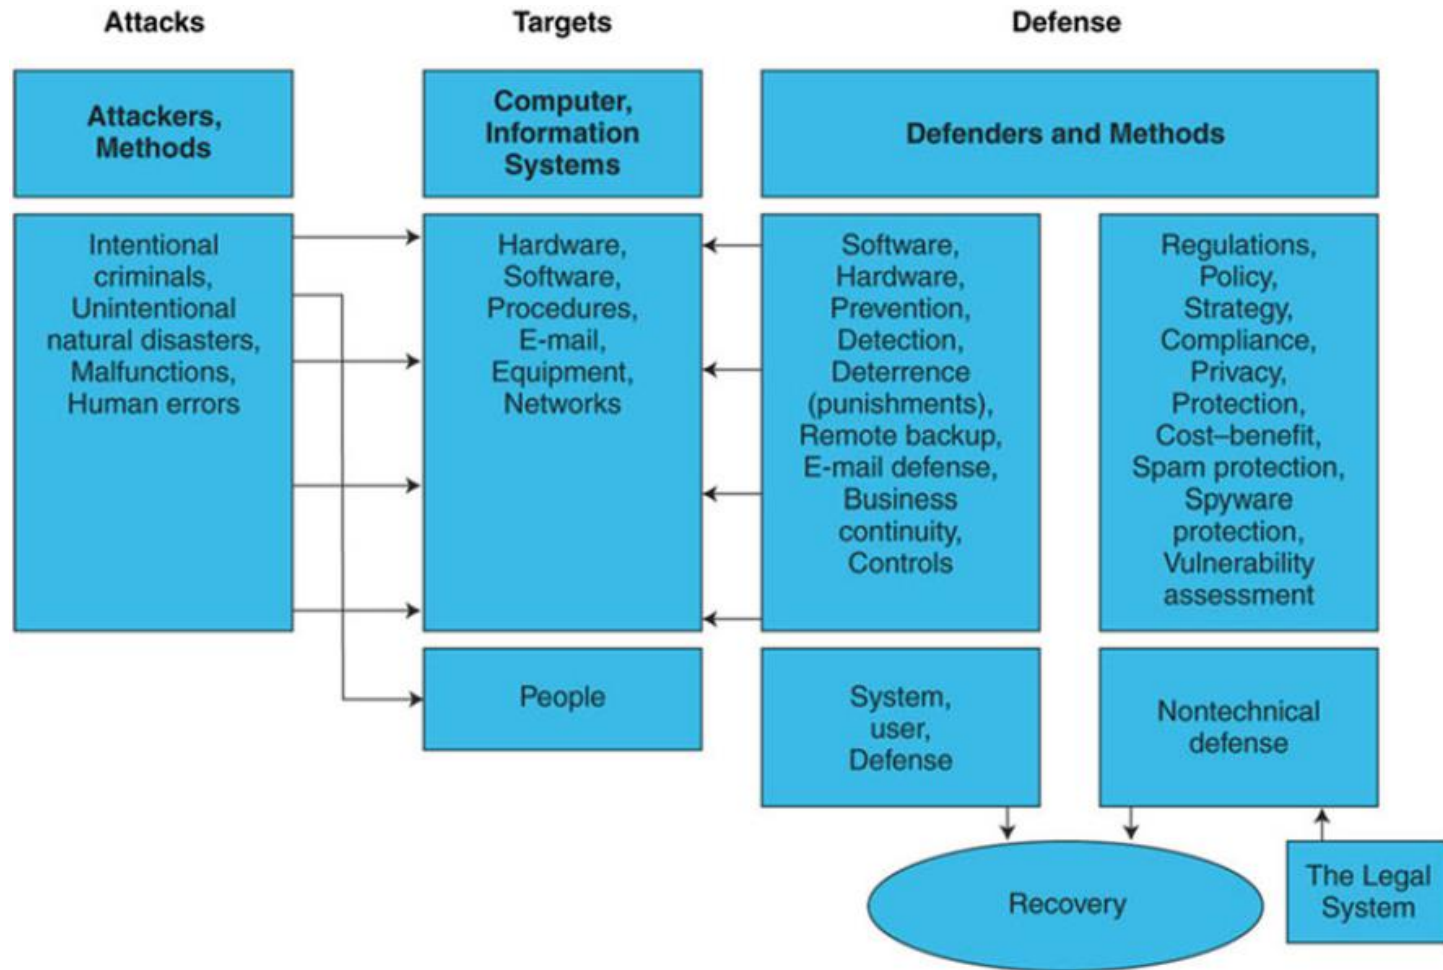 Attacks
Targets
Defense
Attackers,
Methods
Computer,
Information
Systems
Defenders and Methods
Intentional
criminals,
Unintentional
natural disasters,
Malfunctions,
Human errors
Hardware,
Software,
Procedures,
E-mail,
Equipment,
Networks
Software,
Hardware,
Prevention,
Detection,
Deterrence
(punishments),
Remote backup,
E-mail defense,
Business
continuity,
Controls
Regulations,
Policy,
Strategy,
Compliance,
Privacy,
Protection,
Cost–benefit,
Spam protection,
Spyware
protection,
Vulnerability
assessment
People
System,
user,
Defense
Nontechnical
defense
Recovery
The Legal
System